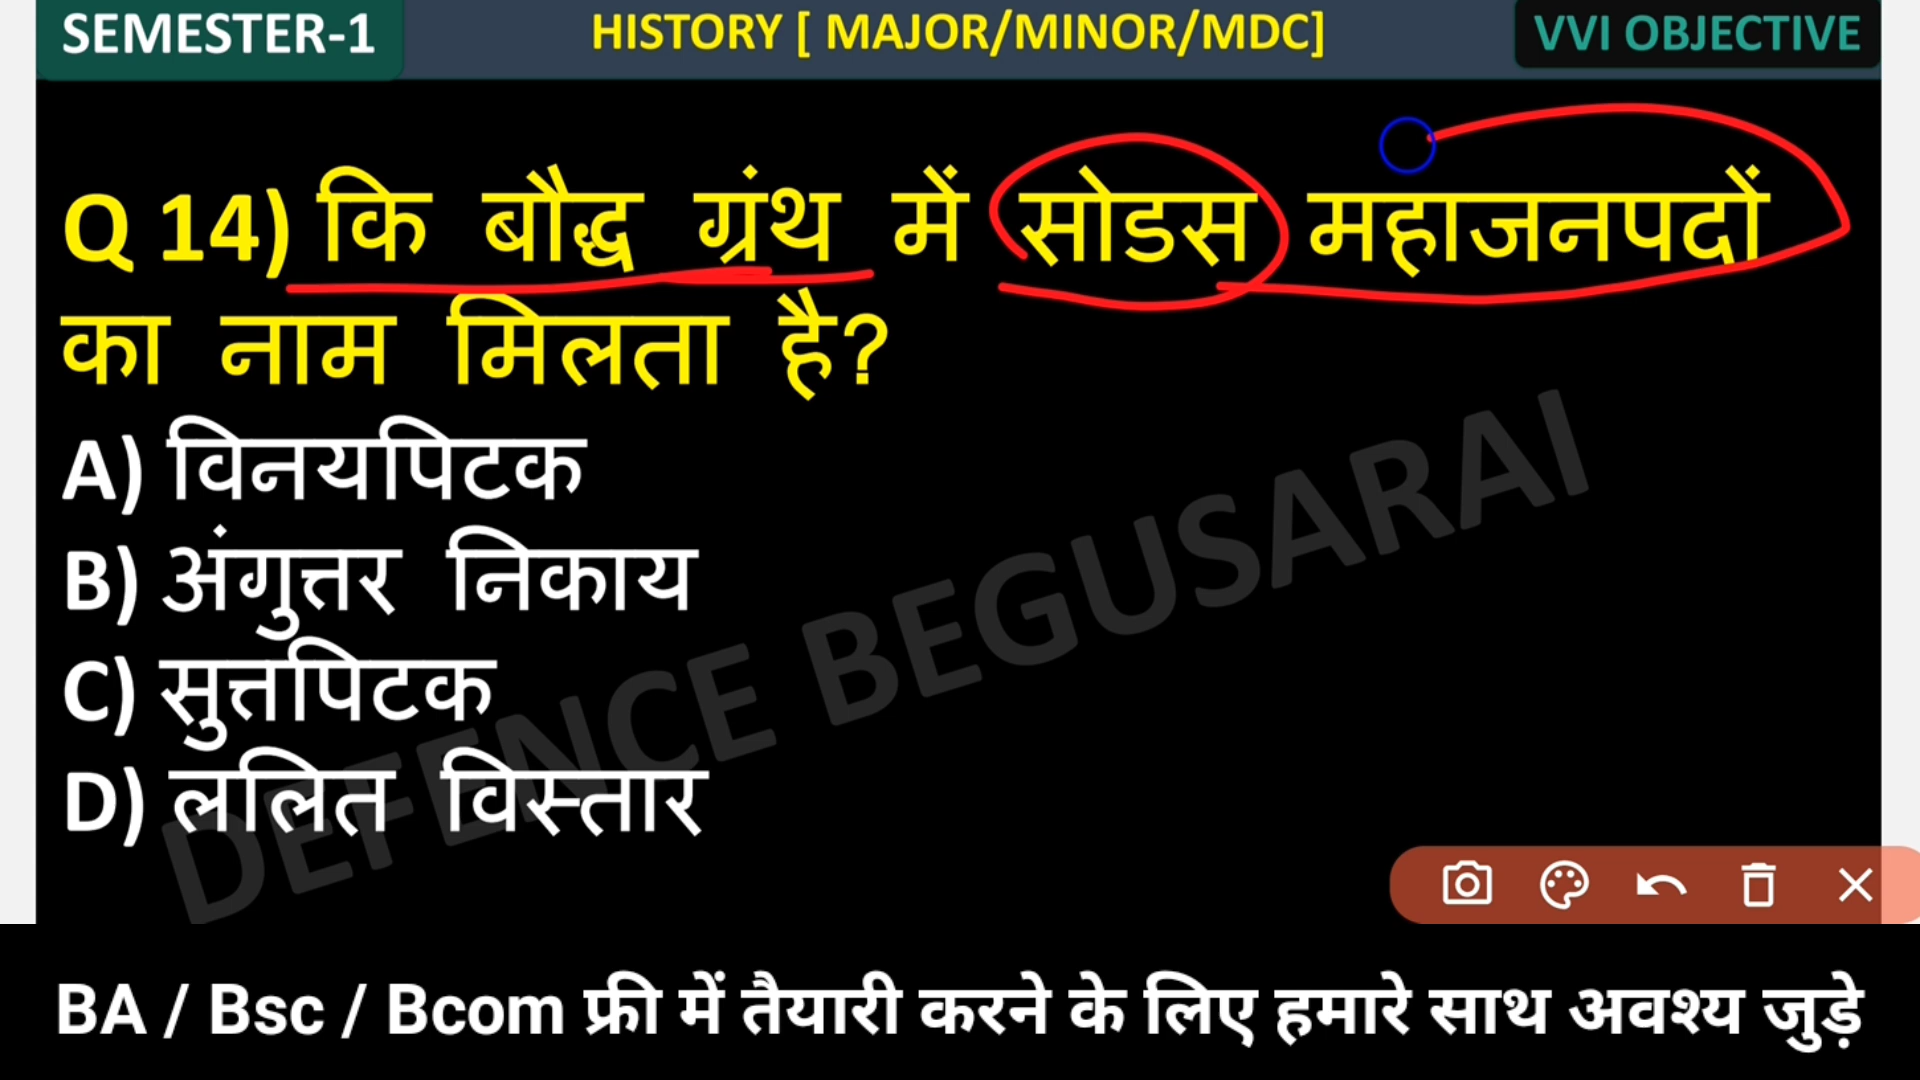 SEMESTER-1 HISTORY [ MAJOR/MINOR/MDC] VVI OBJECTIVE
Q 14) कि बौद्ध ग्रंथ में सोडस महाजनपदों
का नाम मिलता है?
A) विनयपिटक
B) अंगुत्तर निकाय
C) सुत्तपिटक
D) ललित विस्तार
DEFENCE BEGUSARAI
BA / Bsc / Bcom फ्री में तैयारी करने के लिए हमारे साथ अवश्य जुड़े